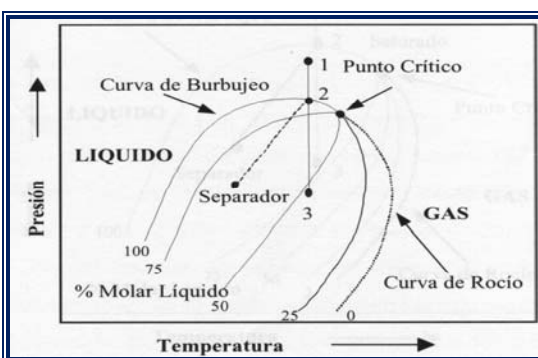 1
Punto Crítico
Curva de Burbujeo
2
LIQUIDO
Separador
3
GAS
Presión
100
75
% Molar Líquido
50
25
0
Curva de Rocío
Temperatura